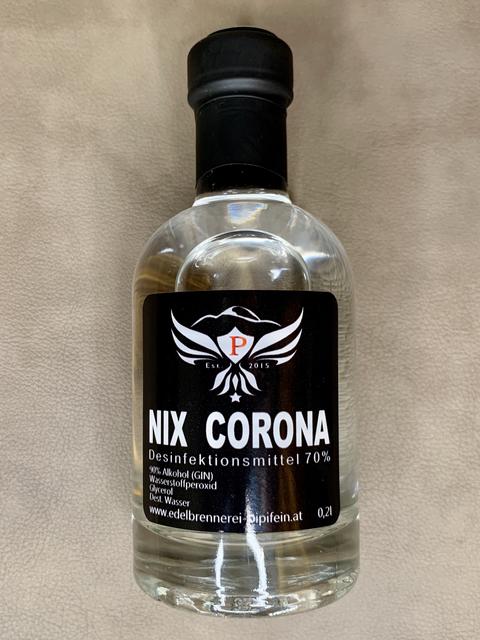 P
Est. 2015
NIX CORONA
Desinfektionsmittel 70%
90% Alkohol (GIN)
Wasserstoffperoxid
Glycerol
Dest. Wasser
www.edelbrennerei-pipifein.at 0,2l